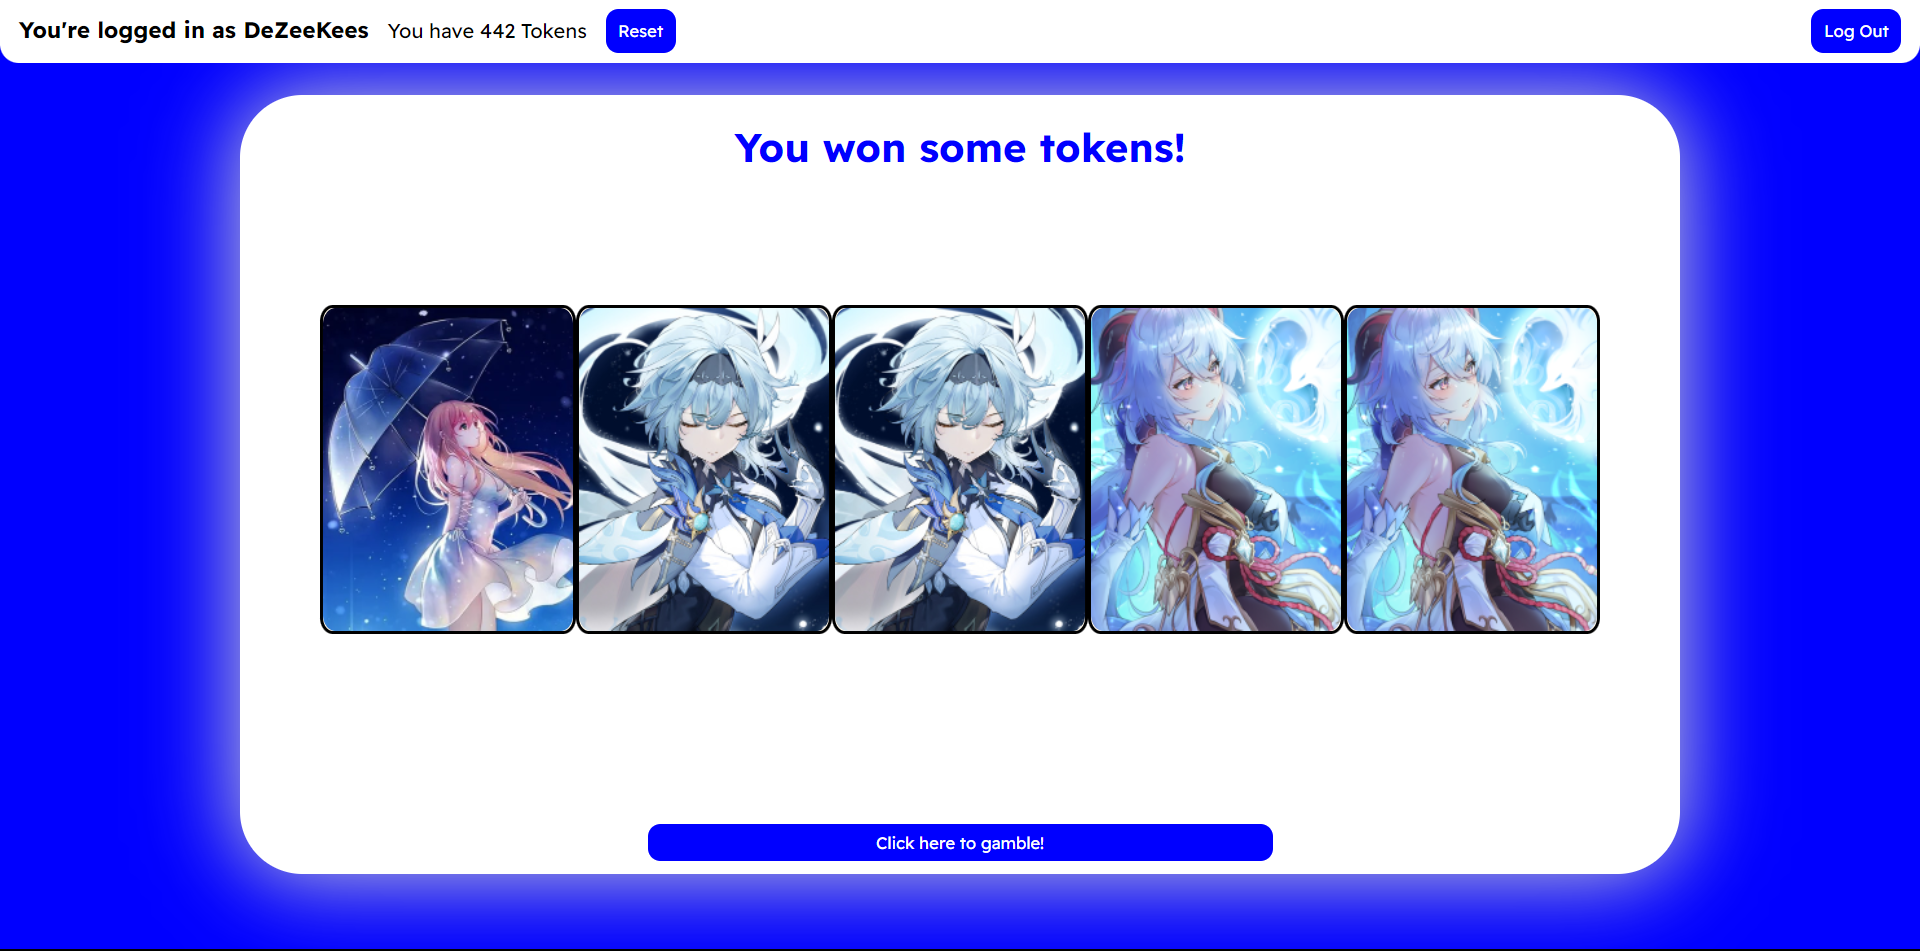 You're logged in as DeZeeKees
You have 442 Tokens
Reset
Log Out
You won some tokens!
Click here to gamble!